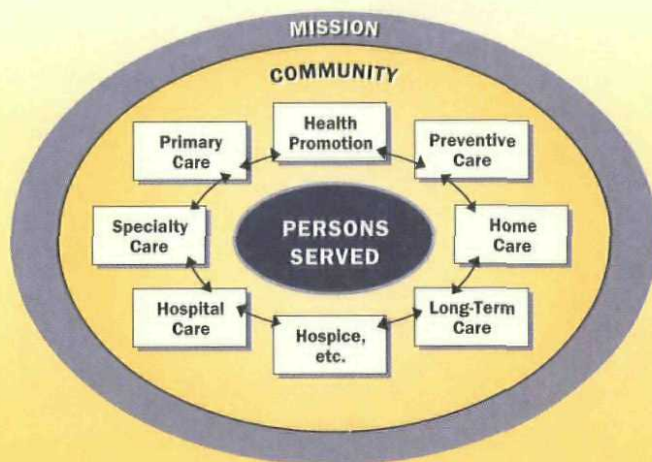 MISSION
COMMUNITY
Health
Promotion
Primary
Care
Preventive
Care
Specialty
Care
PERSONS
SERVED
Home
Care
Hospital
Care
Hospice,
etc.
Long-Term
Care